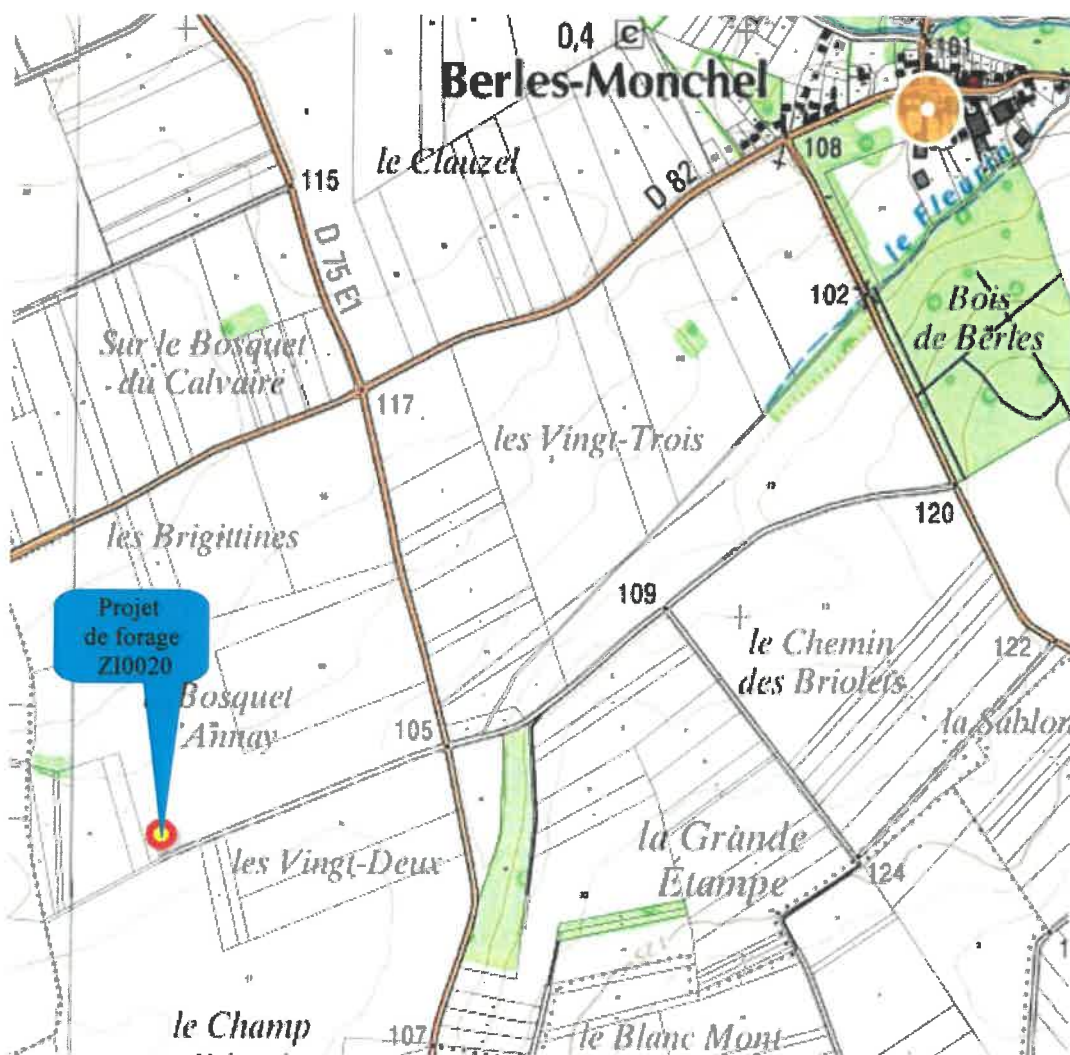 0,4 C
101
Berles-Monchel
le Clauzel
108
D 82
115
le Fleurin
D 75 E1
102
Bois
de Berles
Sur le Bosquet
du Calvaire
117
les Vingt-Trois
120
les Brigittines
109
Projet
de forage
ZI0020
le Chemin
des Briolets
122
Bosquet
Annay
105
la Sablon
la Grande
Étampe
les Vingt-Deux
124
le Champ
107
le Blanc Mont